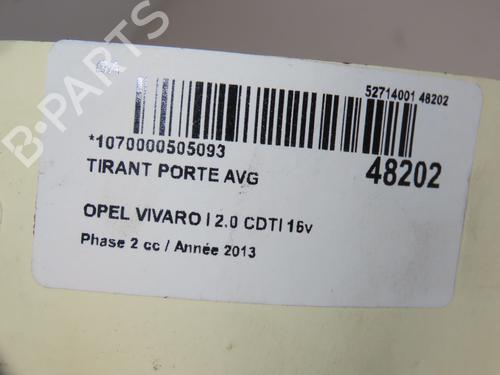 B-PARTS
52714001 48202
*1070000505093
48202
TIRANT PORTE AVG
OPEL VIVARO I 2.0 CDTI 16v
Phase 2 cc / Année 2013